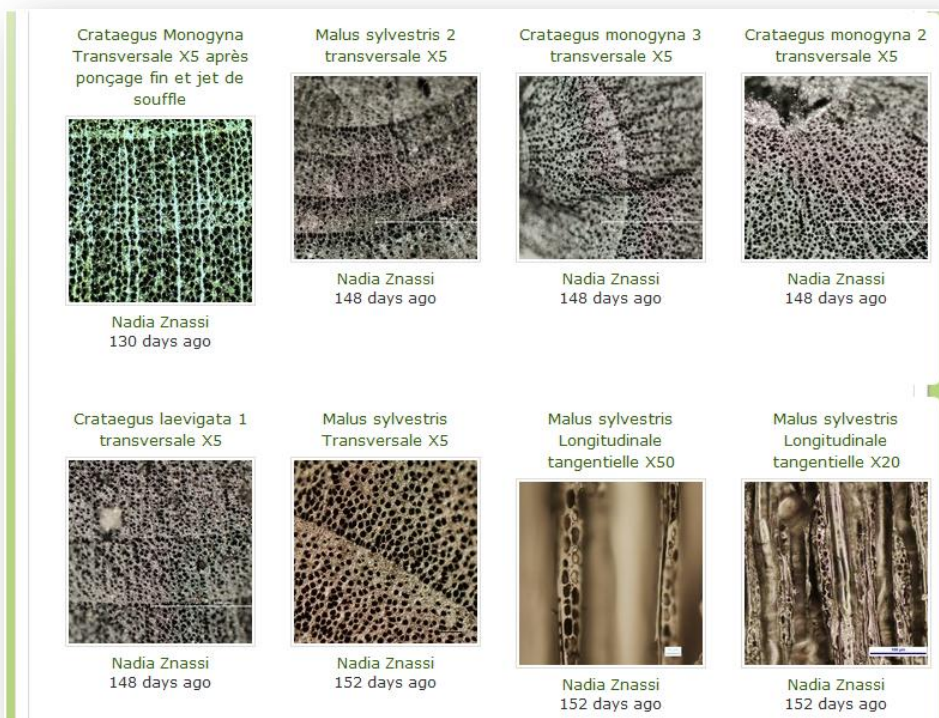 Crataegus Monogyna
Transversale X5 après
ponçage fin et jet de
souffle
Nadia Znassi
130 days ago
Malus sylvestris 2
transversale X5
Nadia Znassi
148 days ago
Crataegus monogyna 3
transversale X5
Nadia Znassi
148 days ago
Crataegus monogyna 2
transversale X5
Nadia Znassi
148 days ago
Crataegus laevigata 1
transversale X5
Nadia Znassi
148 days ago
Malus sylvestris
Transversale X5
Nadia Znassi
152 days ago
Malus sylvestris
Longitudinale
tangentielle X50
Nadia Znassi
152 days ago
Malus sylvestris
Longitudinale
tangentielle X20
Nadia Znassi
152 days ago